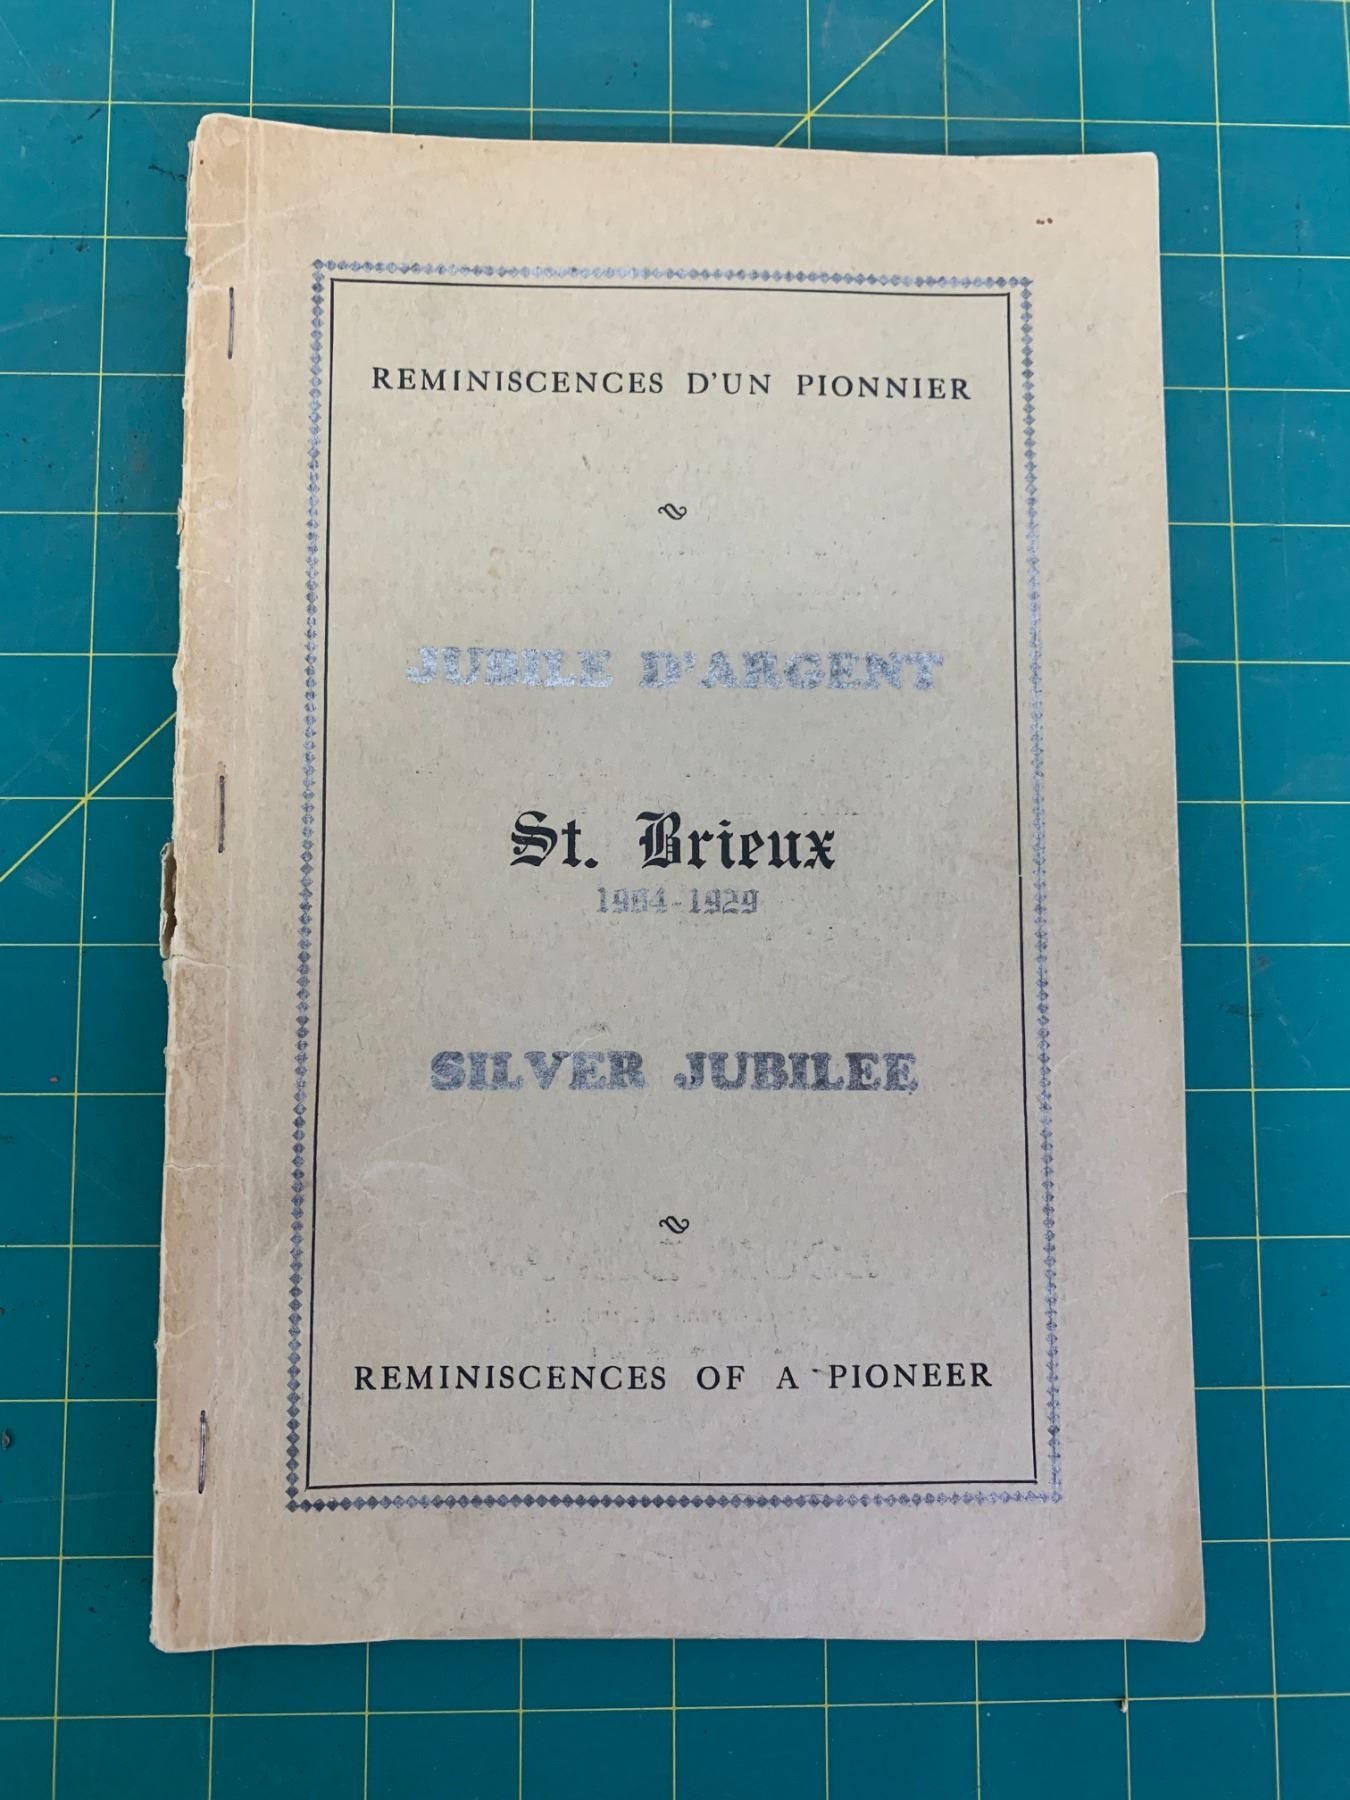 REMINISCENCES D'UN PIONNIER
JUBILE D'ARGENT
St. Brieux
1904-1929
SILVER JUBILEE
REMINISCENCES OF A PIONEER